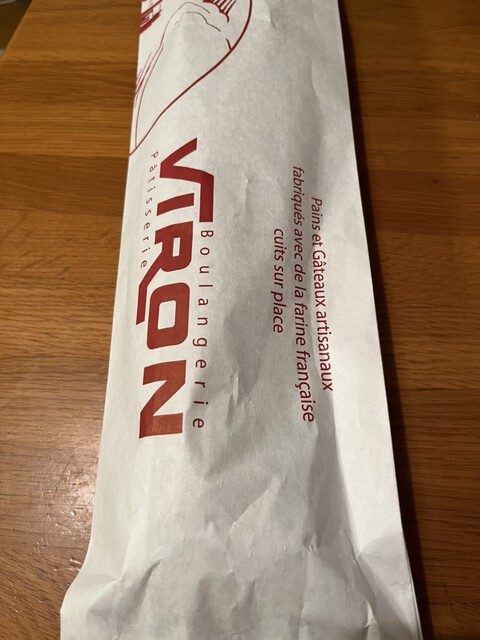 Pâtisserie
VIRON
Boulangerie
Pains et Gâteaux artisanaux
fabriqués avec de la farine française
cuits sur place